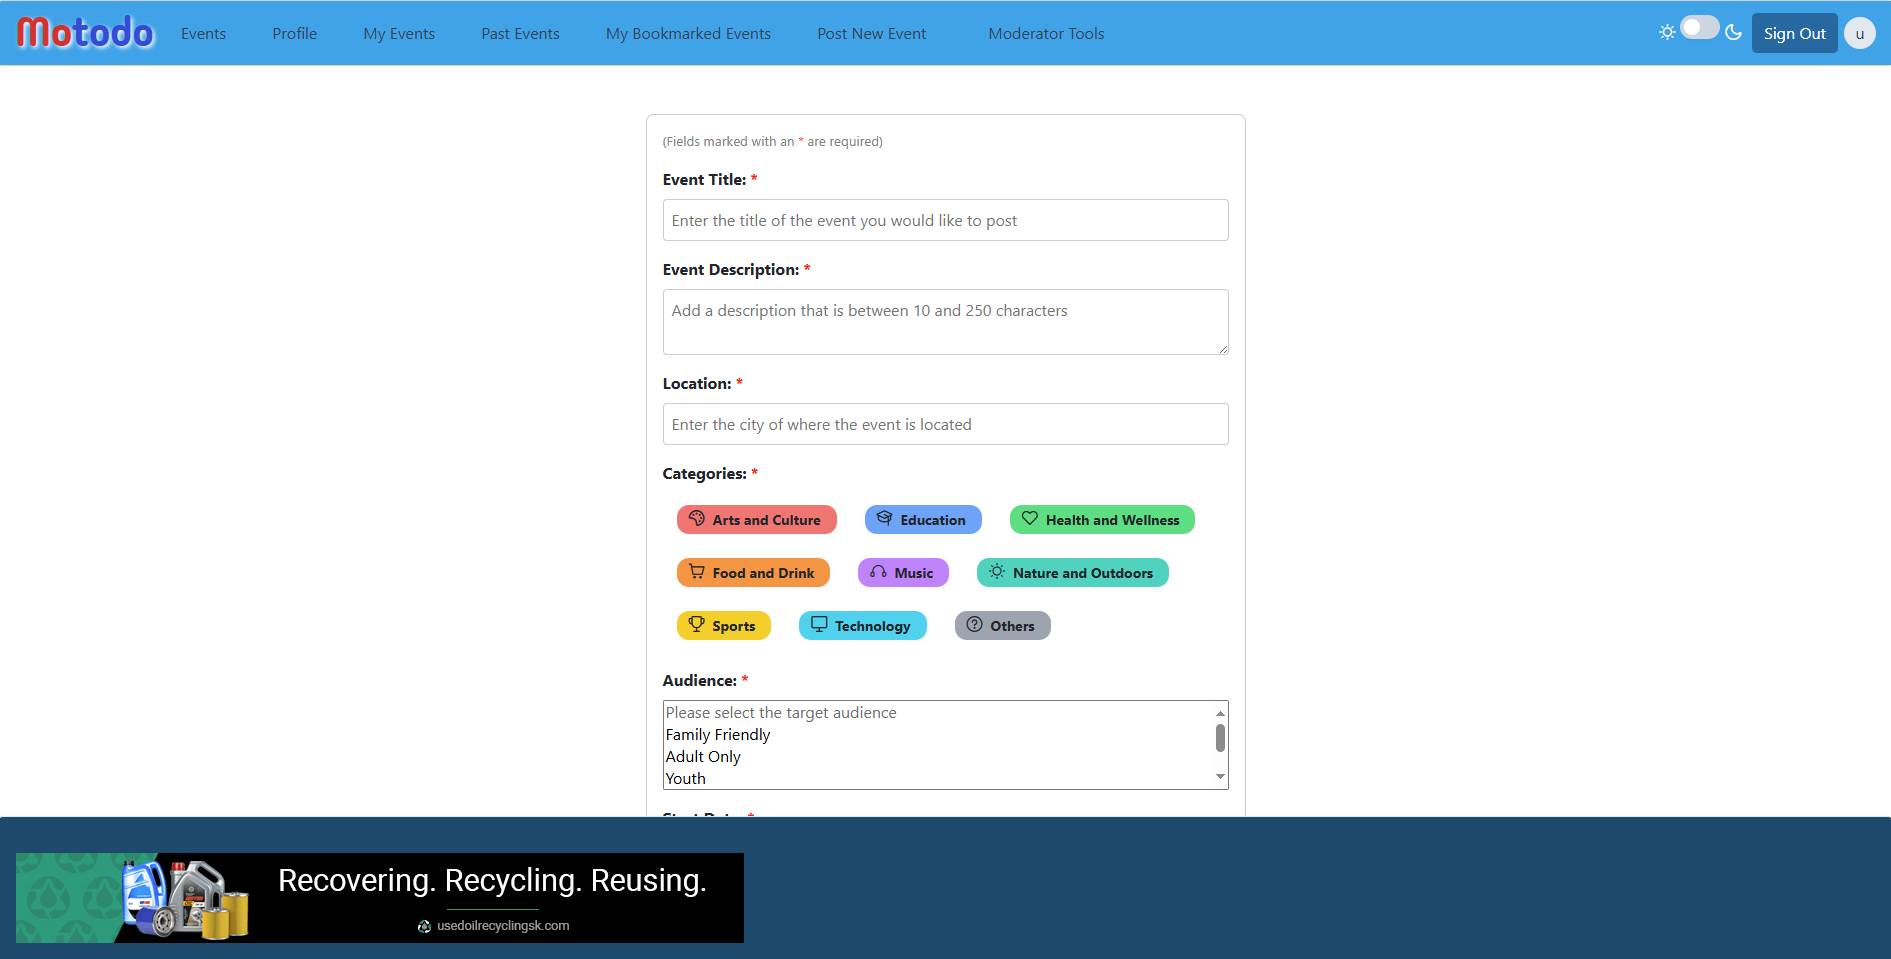 Motodo Events Profile My Events Past Events My Bookmarked Events Post New Event Moderator Tools Sign Out u
(Fields marked with an * are required)
Event Title: *
Enter the title of the event you would like to post
Event Description: *
Add a description that is between 10 and 250 characters
Location: *
Enter the city of where the event is located
Categories: *
Arts and Culture Education Health and Wellness
Food and Drink Music Nature and Outdoors
Sports Technology Others
Audience: *
Please select the target audience
Family Friendly
Adult Only
Youth
Recovering. Recycling. Reusing.
usedoilrecyclingsk.com